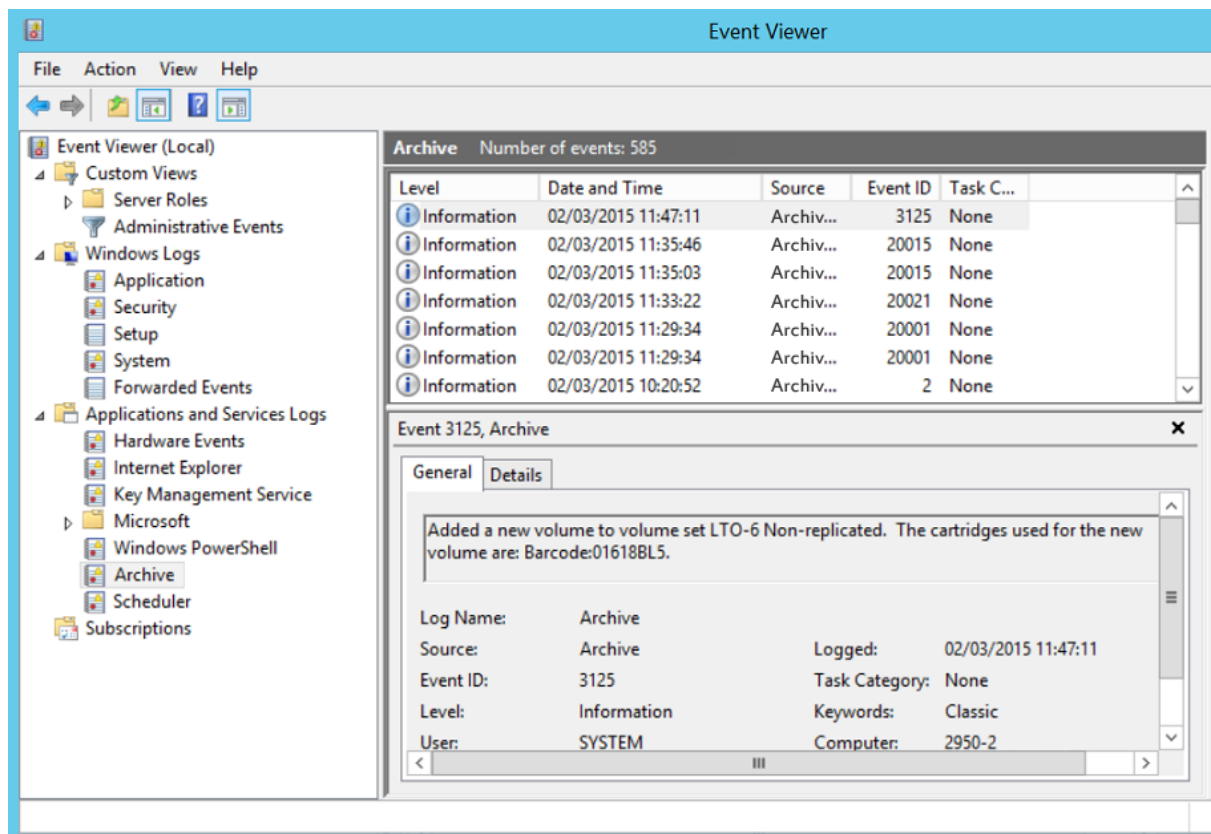 Event Viewer
File Action View Help
Event Viewer (Local)
Custom Views
Server Roles
Administrative Events
Windows Logs
Application
Security
Setup
System
Forwarded Events
Applications and Services Logs
Hardware Events
Internet Explorer
Key Management Service
Microsoft
Windows PowerShell
Archive
Scheduler
Subscriptions
Archive Number of events: 585
Level Date and Time Source Event ID Task C...
Information 02/03/2015 11:47:11 Archiv... 3125 None
Information 02/03/2015 11:35:46 Archiv... 20015 None
Information 02/03/2015 11:35:03 Archiv... 20015 None
Information 02/03/2015 11:33:22 Archiv... 20021 None
Information 02/03/2015 11:29:34 Archiv... 20001 None
Information 02/03/2015 11:29:34 Archiv... 20001 None
Information 02/03/2015 10:20:52 Archiv... 2 None
Event 3125, Archive
General Details
Added a new volume to volume set LTO-6 Non-replicated. The cartridges used for the new
volume are: Barcode:01618BL5.
Log Name: Archive
Source: Archive Logged: 02/03/2015 11:47:11
Event ID: 3125 Task Category: None
Level: Information Keywords: Classic
User: SYSTEM Computer: 2950-2